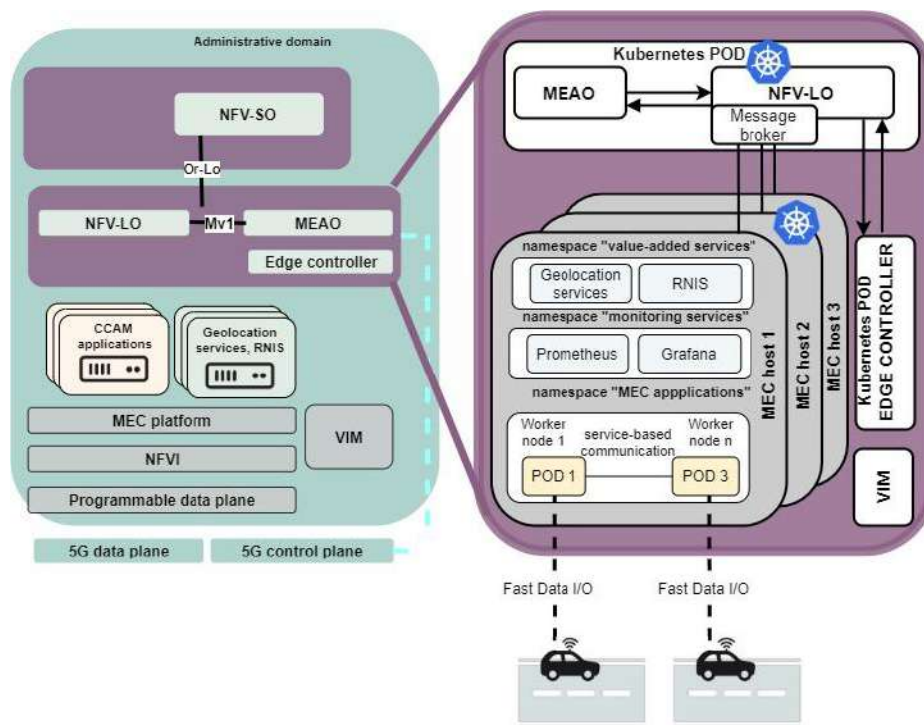 Administrative domain
NFV-SO
Or-Lo
NFV-LO
Mv1
MEAO
Edge controller
CCAM
applications
Geolocation
services, RNIS
MEC platform
NFVI
VIM
Programmable data plane
5G data plane
5G control plane
Kubernetes POD
MEAO
NFV-LO
Message
broker
namespace "value-added services"
Geolocation
services
RNIS
namespace "monitoring services"
Prometheus
Grafana
namespace "MEC appplications"
Worker
node 1
service-based
communication
Worker
node n
POD 1
POD 3
MEC host 1
MEC host 2
MEC host 3
Kubernetes POD
EDGE CONTROLLER
VIM
Fast Data I/O
Fast Data I/O